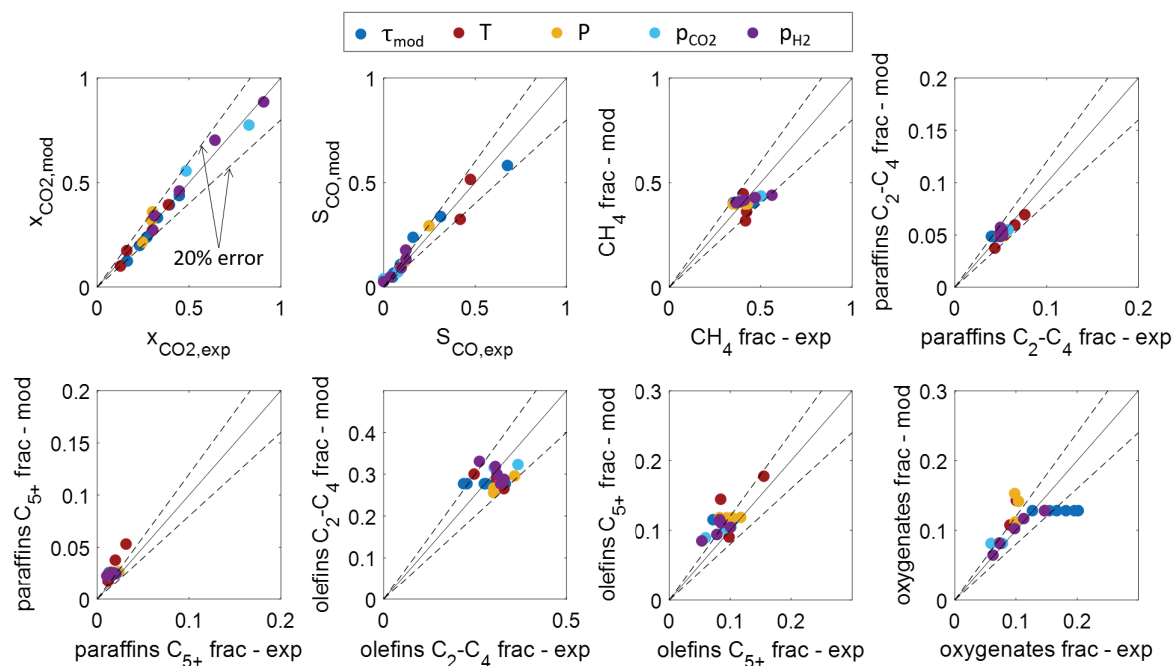 τmod T P pCO2 pH2
1
0.5
0
0 0.5 1
xCO2,mod
xCO2,exp
20% error
1
0.5
0
0 0.5 1
SCO,mod
SCO,exp
1
0.5
0
0 0.5 1
CH4 frac - mod
CH4 frac - exp
0.2
0.15
0.1
0.05
0
0 0.1 0.2
paraffins C2-C4 frac - mod
paraffins C2-C4 frac - exp
0.2
0.15
0.1
0.05
0
0 0.1 0.2
paraffins C5+ frac - mod
paraffins C5+ frac - exp
0.4
0.3
0.2
0.1
0
0 0.5
olefins C2-C4 frac - mod
olefins C2-C4 frac - exp
0.3
0.2
0.1
0
0 0.1 0.2
olefins C5+ frac - mod
olefins C5+ frac - exp
0.3
0.2
0.1
0
0 0.1 0.2
oxygenates frac - mod
oxygenates frac - exp